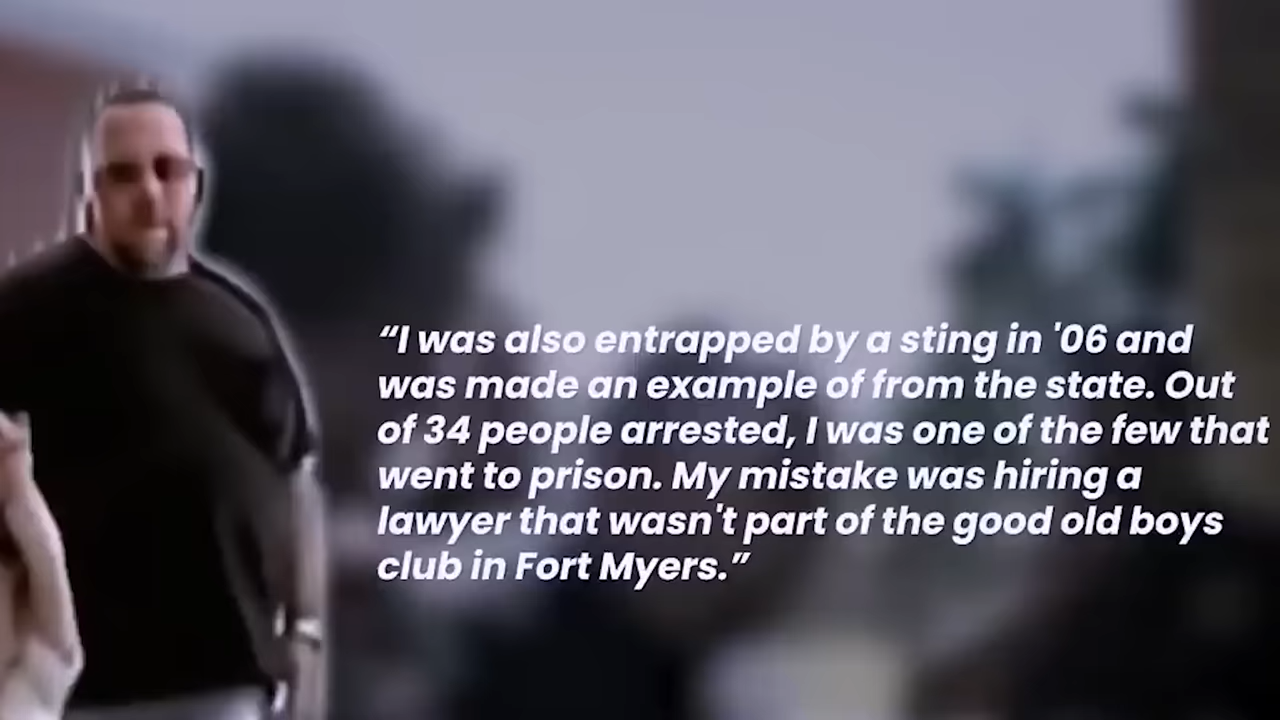 “I was also entrapped by a sting in '06 and
was made an example of from the state. Out
of 34 people arrested, I was one of the few that
went to prison. My mistake was hiring a
lawyer that wasn't part of the good old boys
club in Fort Myers.”